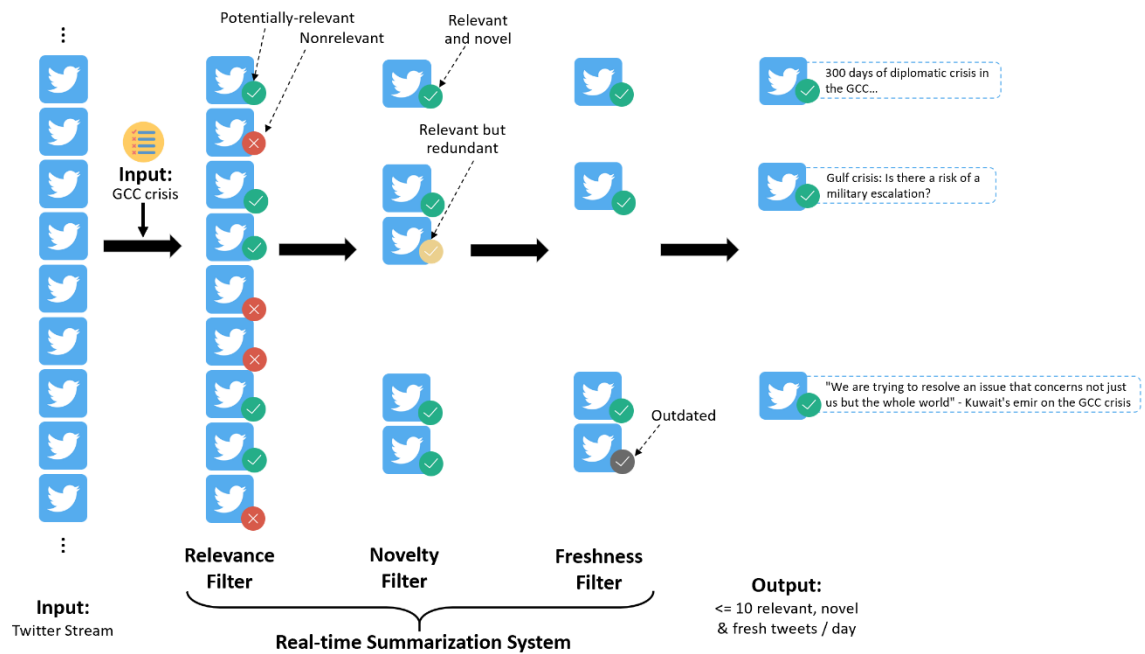 Potentially-relevant
Nonrelevant
Relevant
and novel
300 days of diplomatic crisis in
the GCC...
Relevant but
redundant
Input:
GCC crisis
Gulf crisis: Is there a risk of a
military escalation?
"We are trying to resolve an issue that concerns not just
us but the whole world" - Kuwait's emir on the GCC crisis
Outdated
Relevance
Filter
Novelty
Filter
Freshness
Filter
Input:
Twitter Stream
Output:
<= 10 relevant, novel
& fresh tweets / day
Real-time Summarization System